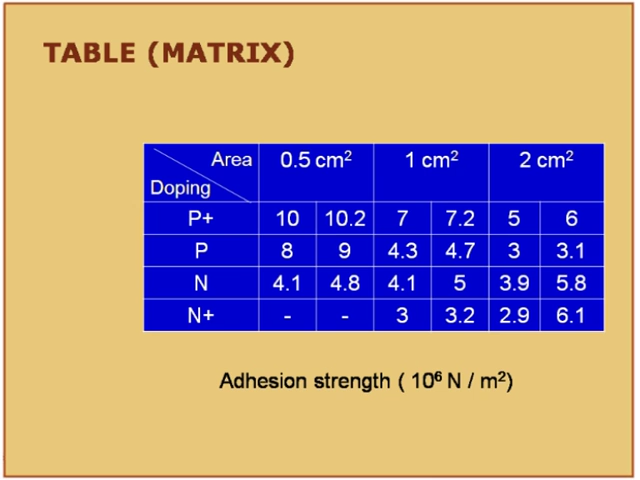 TABLE (MATRIX)
Area 0.5 cm² 1 cm² 2 cm²
Doping
P+ 10 10.2 7 7.2 5 6
P 8 9 4.3 4.7 3 3.1
N 4.1 4.8 4.1 5 3.9 5.8
N+ - - 3 3.2 2.9 6.1
Adhesion strength ( 10⁶ N / m²)